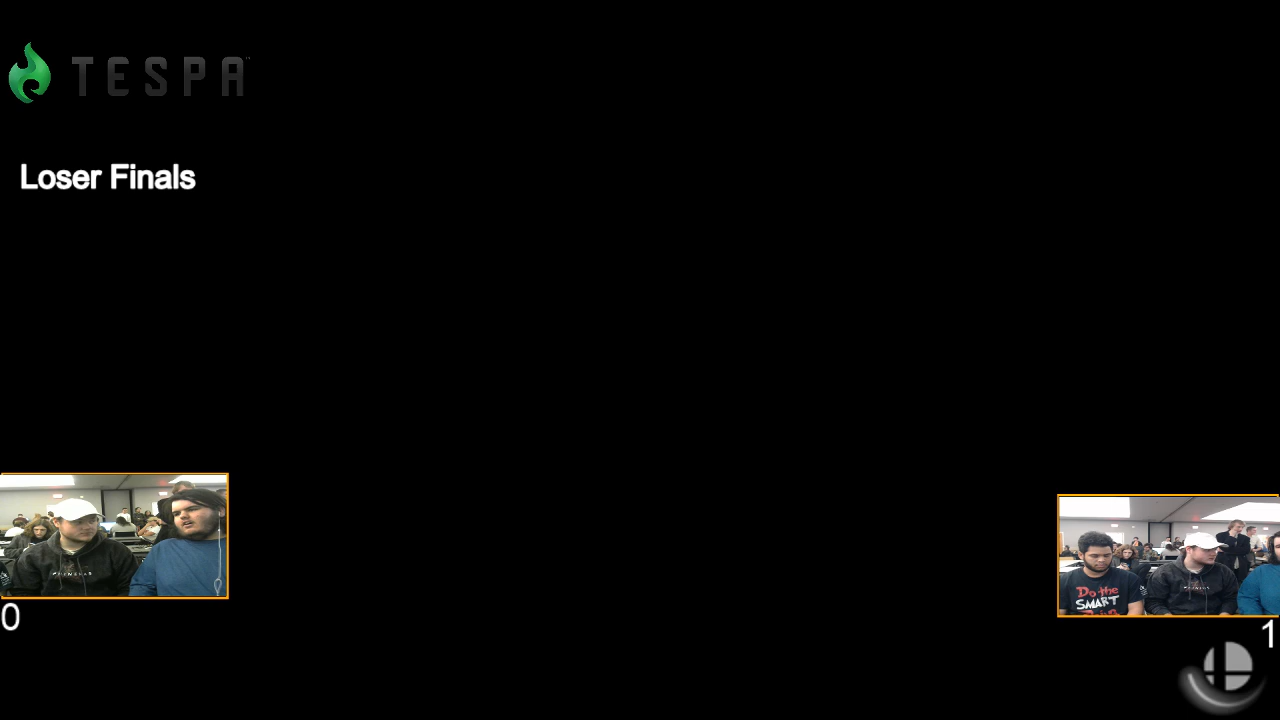 TESPA
Loser Finals
Do the
SMART
0
1